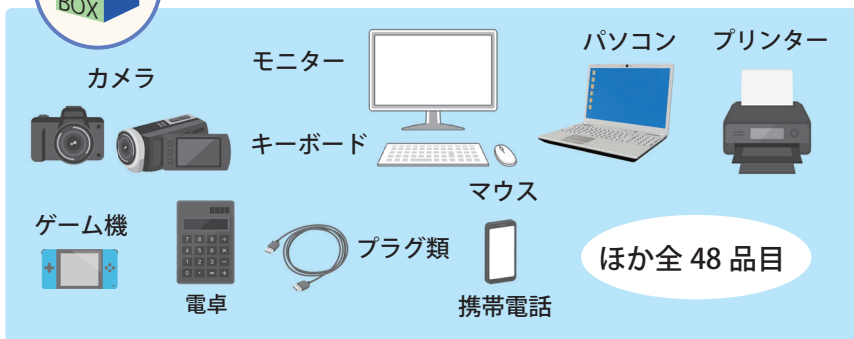 BOX
カメラ
モニター
キーボード
マウス
パソコン
プリンター
ゲーム機
電卓
プラグ類
携帯電話
ほか全 48 品目